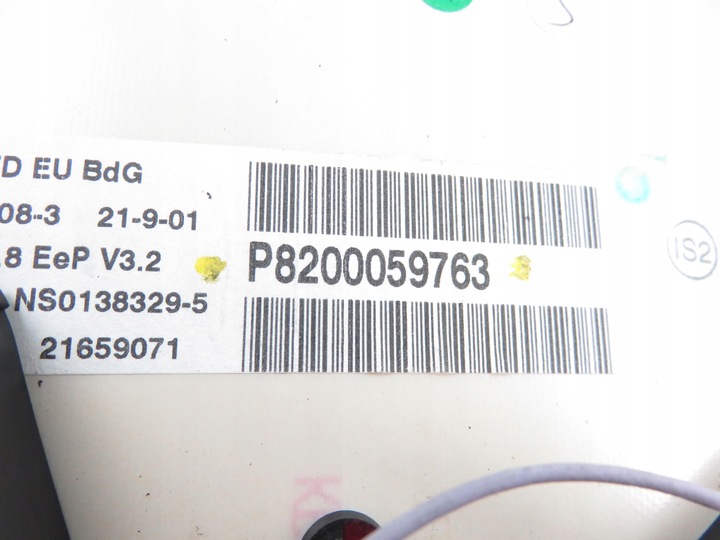 EU BdG
08-3 21-9-01
.8 EeP V3.2
NS0138329-5
21659071
P8200059763
IS2